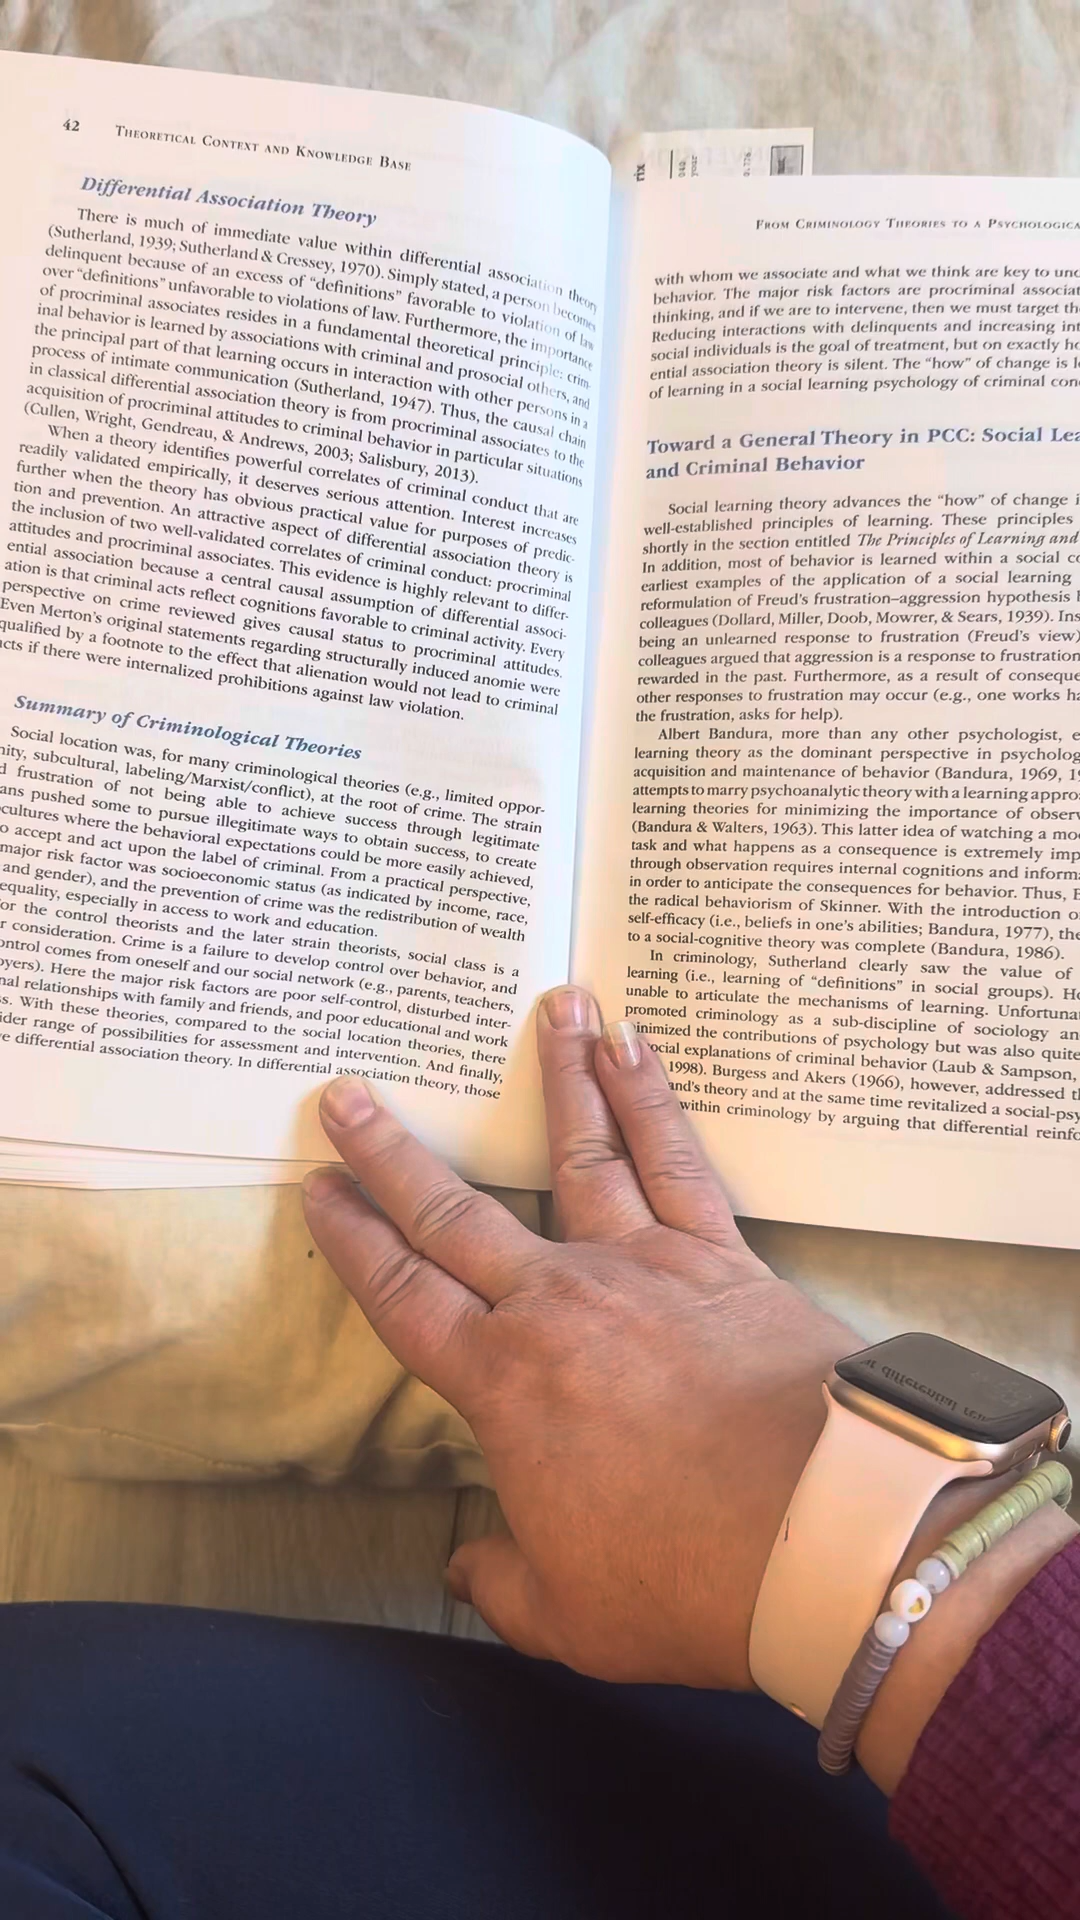 42 THEORETICAL CONTEXT AND KNOWLEDGE BASE
Differential Association Theory
There is much of immediate value within differential association theory
(Sutherland, 1939; Sutherland & Cressey, 1970). Simply stated, a person becomes
delinquent because of an excess of “definitions” favorable to violation of law
over “definitions” unfavorable to violations of law. Furthermore, the importance
of procriminal associates resides in a fundamental theoretical principle: crim-
inal behavior is learned by associations with criminal and prosocial others, and
the principal part of that learning occurs in interaction with other persons in a
process of intimate communication (Sutherland, 1947). Thus, the causal chain
in classical differential association theory is from procriminal associates to the
acquisition of procriminal attitudes to criminal behavior in particular situations
(Cullen, Wright, Gendreau, & Andrews, 2003; Salisbury, 2013).
When a theory identifies powerful correlates of criminal conduct that are
readily validated empirically, it deserves serious attention. Interest increases
further when the theory has obvious practical value for purposes of predic-
tion and prevention. An attractive aspect of differential association theory is
the inclusion of two well-validated correlates of criminal conduct: procriminal
attitudes and procriminal associates. This evidence is highly relevant to differ-
ential association because a central causal assumption of differential associ-
ation is that criminal acts reflect cognitions favorable to criminal activity. Every
perspective on crime reviewed gives causal status to procriminal attitudes.
Even Merton's original statements regarding structurally induced anomie were
qualified by a footnote to the effect that alienation would not lead to criminal
acts if there were internalized prohibitions against law violation.
Summary of Criminological Theories
Social location was, for many criminological theories (e.g., limited oppor-
nity, subcultural, labeling/Marxist/conflict), at the root of crime. The strain
d frustration of not being able to achieve success through legitimate
ans pushed some to pursue illegitimate ways to obtain success, to create
cultures where the behavioral expectations could be more easily achieved,
o accept and act upon the label of criminal. From a practical perspective,
major risk factor was socioeconomic status (as indicated by income, race,
and gender), and the prevention of crime was the redistribution of wealth
equality, especially in access to work and education.
or the control theorists and the later strain theorists, social class is a
r consideration. Crime is a failure to develop control over behavior, and
ontrol comes from oneself and our social network (e.g., parents, teachers,
oyers). Here the major risk factors are poor self-control, disturbed inter-
nal relationships with family and friends, and poor educational and work
s. With these theories, compared to the social location theories, there
ider range of possibilities for assessment and intervention. And finally,
e differential association theory. In differential association theory, those
rix
040
your
0.776
FROM CRIMINOLOGY THEORIES TO A PSYCHOLOGICA
with whom we associate and what we think are key to und
behavior. The major risk factors are procriminal associat
thinking, and if we are to intervene, then we must target th
Reducing interactions with delinquents and increasing int
social individuals is the goal of treatment, but on exactly ho
ential association theory is silent. The “how” of change is l
of learning in a social learning psychology of criminal con
Toward a General Theory in PCC: Social Lea
and Criminal Behavior
Social learning theory advances the “how” of change i
well-established principles of learning. These principles
shortly in the section entitled The Principles of Learning and
In addition, most of behavior is learned within a social co
earliest examples of the application of a social learning
reformulation of Freud's frustration–aggression hypothesis
colleagues (Dollard, Miller, Doob, Mowrer, & Sears, 1939). Ins
being an unlearned response to frustration (Freud's view)
colleagues argued that aggression is a response to frustration
rewarded in the past. Furthermore, as a result of conseque
other responses to frustration may occur (e.g., one works ha
the frustration, asks for help).
Albert Bandura, more than any other psychologist, e
learning theory as the dominant perspective in psycholog
acquisition and maintenance of behavior (Bandura, 1969, 19
attempts to marry psychoanalytic theory with a learning appro
learning theories for minimizing the importance of observ
(Bandura & Walters, 1963). This latter idea of watching a mod
task and what happens as a consequence is extremely imp
through observation requires internal cognitions and informa
in order to anticipate the consequences for behavior. Thus, B
the radical behaviorism of Skinner. With the introduction o
self-efficacy (i.e., beliefs in one's abilities; Bandura, 1977), the
to a social-cognitive theory was complete (Bandura, 1986).
In criminology, Sutherland clearly saw the value of
learning (i.e., learning of “definitions” in social groups). Ho
unable to articulate the mechanisms of learning. Unfortuna
promoted criminology as a sub-discipline of sociology an
inimized the contributions of psychology but was also quite
ocial explanations of criminal behavior (Laub & Sampson,
1998). Burgess and Akers (1966), however, addressed t
and's theory and at the same time revitalized a social-psy
within criminology by arguing that differential reinfo